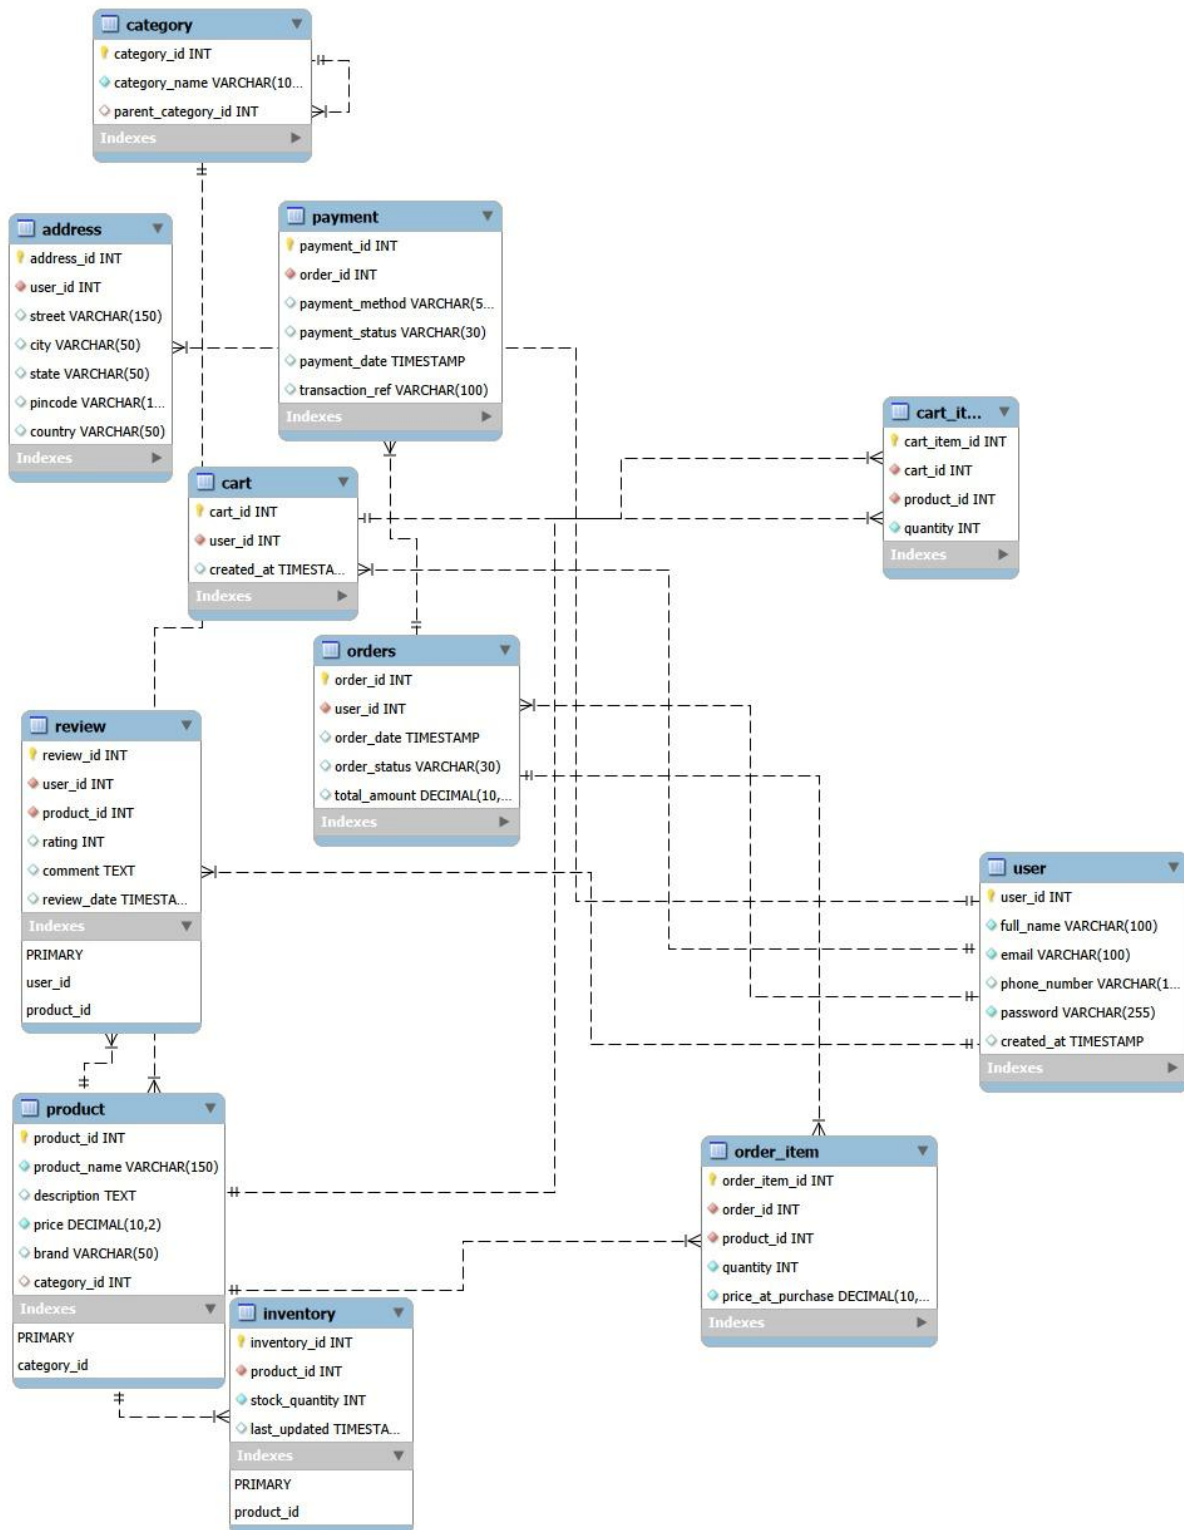 category
category_id INT
category_name VARCHAR(10...
parent_category_id INT
Indexes
address
address_id INT
user_id INT
street VARCHAR(150)
city VARCHAR(50)
state VARCHAR(50)
pincode VARCHAR(1...
country VARCHAR(50)
Indexes
payment
payment_id INT
order_id INT
payment_method VARCHAR(5...
payment_status VARCHAR(30)
payment_date TIMESTAMP
transaction_ref VARCHAR(100)
Indexes
cart_it...
cart_item_id INT
cart_id INT
product_id INT
quantity INT
Indexes
cart
cart_id INT
user_id INT
created_at TIMESTA...
Indexes
orders
order_id INT
user_id INT
order_date TIMESTAMP
order_status VARCHAR(30)
total_amount DECIMAL(10,...
Indexes
review
review_id INT
user_id INT
product_id INT
rating INT
comment TEXT
review_date TIMESTA...
Indexes
PRIMARY
user_id
product_id
user
user_id INT
full_name VARCHAR(100)
email VARCHAR(100)
phone_number VARCHAR(1...
password VARCHAR(255)
created_at TIMESTAMP
Indexes
product
product_id INT
product_name VARCHAR(150)
description TEXT
price DECIMAL(10,2)
brand VARCHAR(50)
category_id INT
Indexes
PRIMARY
category_id
order_item
order_item_id INT
order_id INT
product_id INT
quantity INT
price_at_purchase DECIMAL(10,...
Indexes
inventory
inventory_id INT
product_id INT
stock_quantity INT
last_updated TIMESTA...
Indexes
PRIMARY
product_id